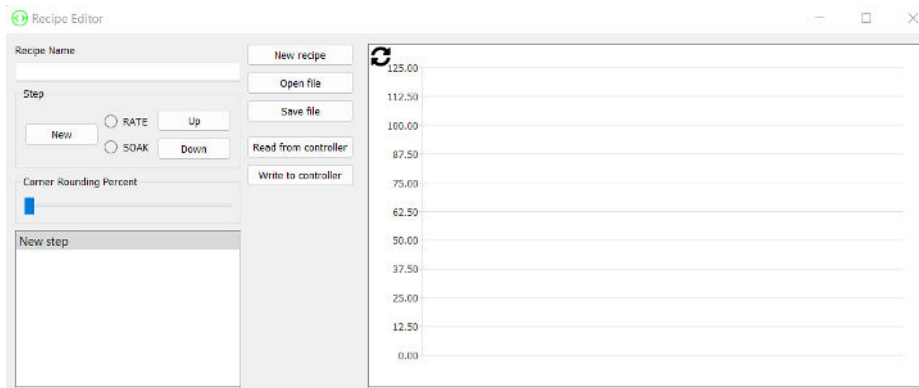 Recipe Editor
Recipe Name
Step
New
RATE
SOAK
Up
Down
Corner Rounding Percent
New step
New recipe
Open file
Save file
Read from controller
Write to controller
125.00
112.50
100.00
87.50
75.00
62.50
50.00
37.50
25.00
12.50
0.00